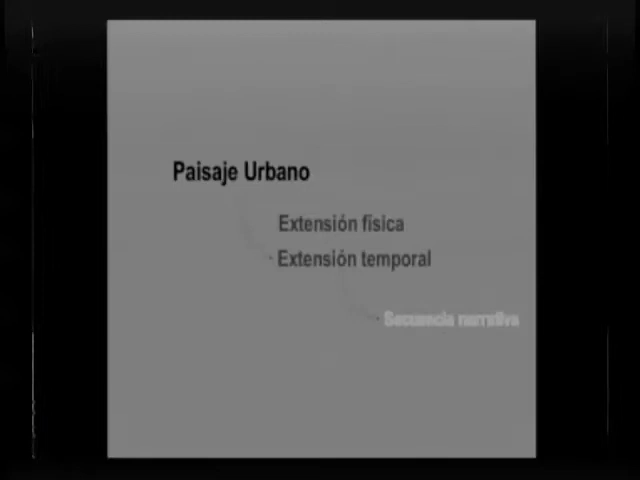 Paisaje Urbano
Extensión física
Extensión temporal
Secuencia narrativa